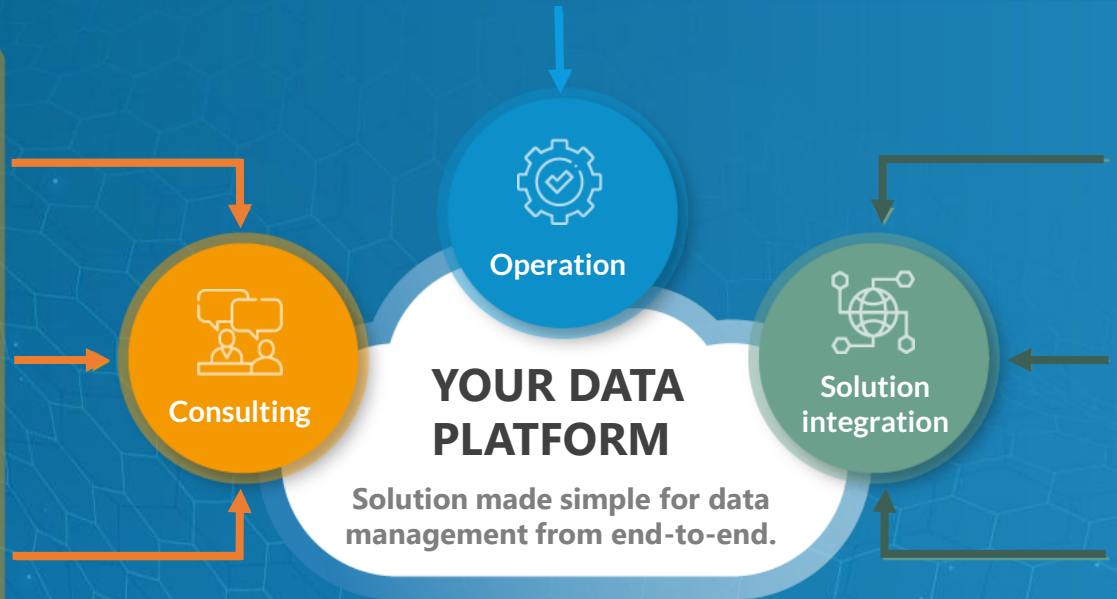 Operation
Consulting
Solution
integration
YOUR DATA
PLATFORM
Solution made simple for data
management from end-to-end.